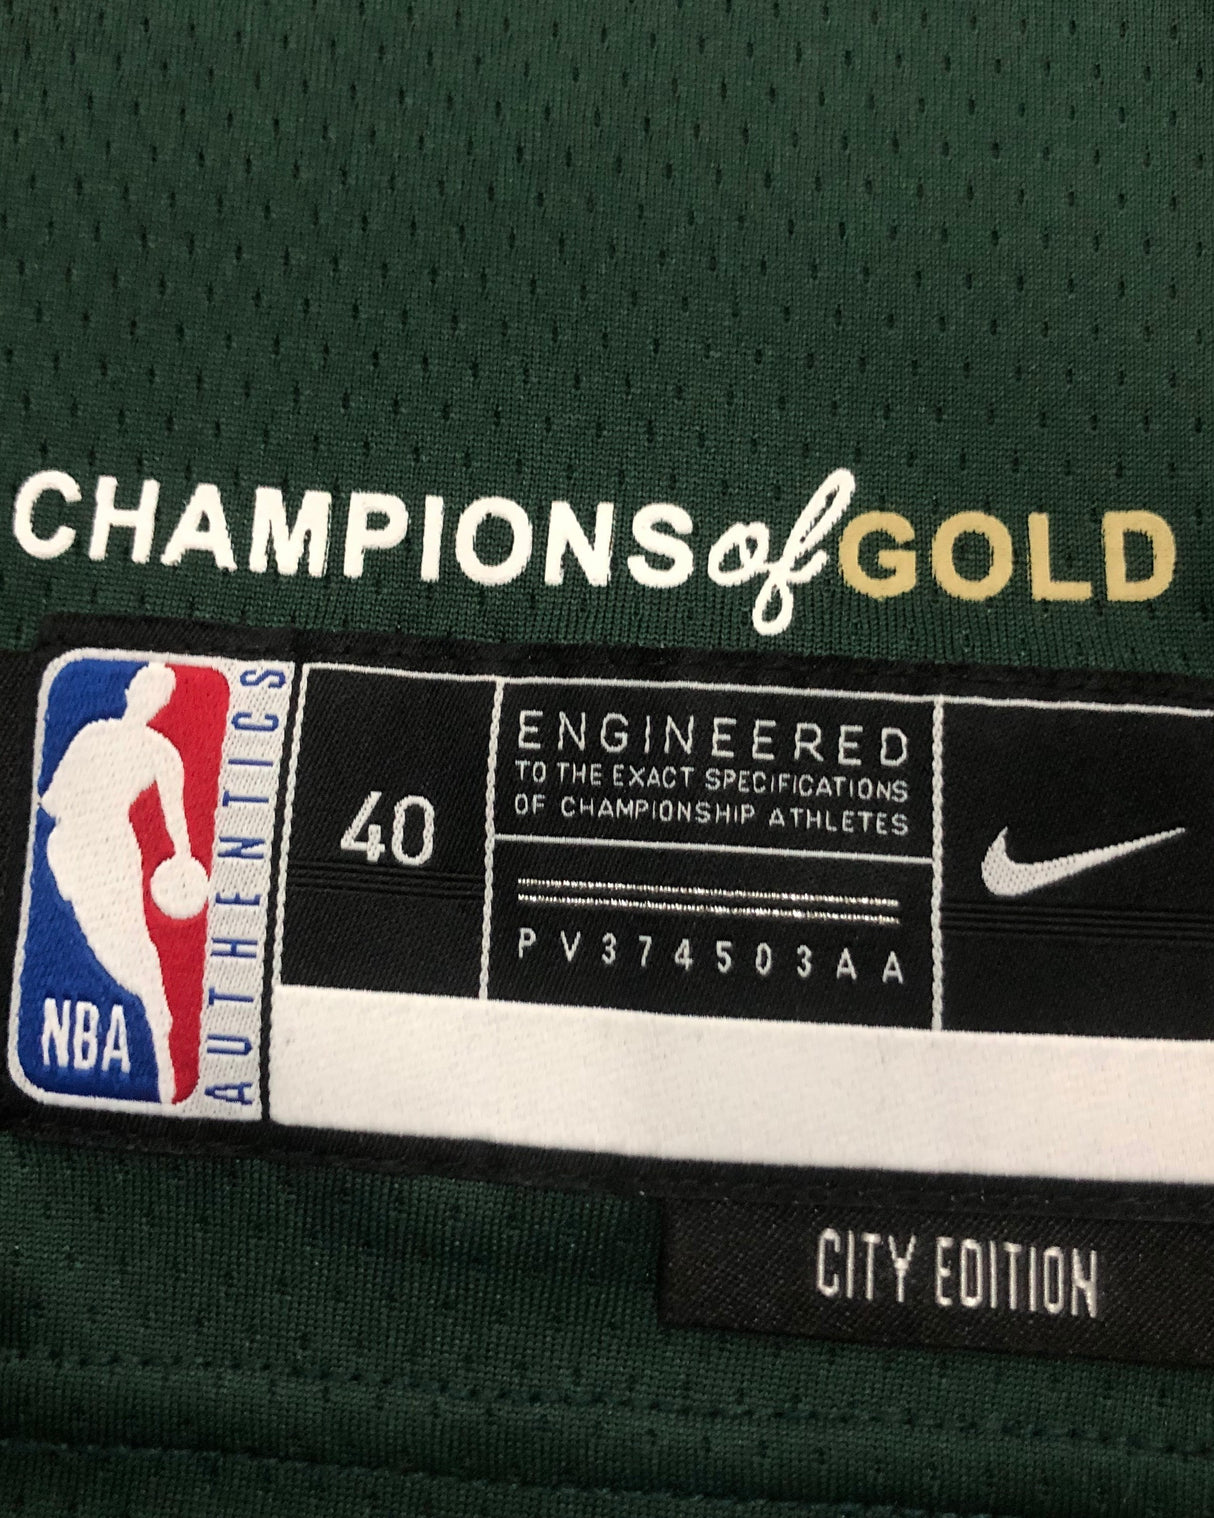 CHAMPIONS of GOLD
NBA
AUTHENTICS
40
ENGINEERED
TO THE EXACT SPECIFICATIONS
OF CHAMPIONSHIP ATHLETES
PV374503AA
CITY EDITION